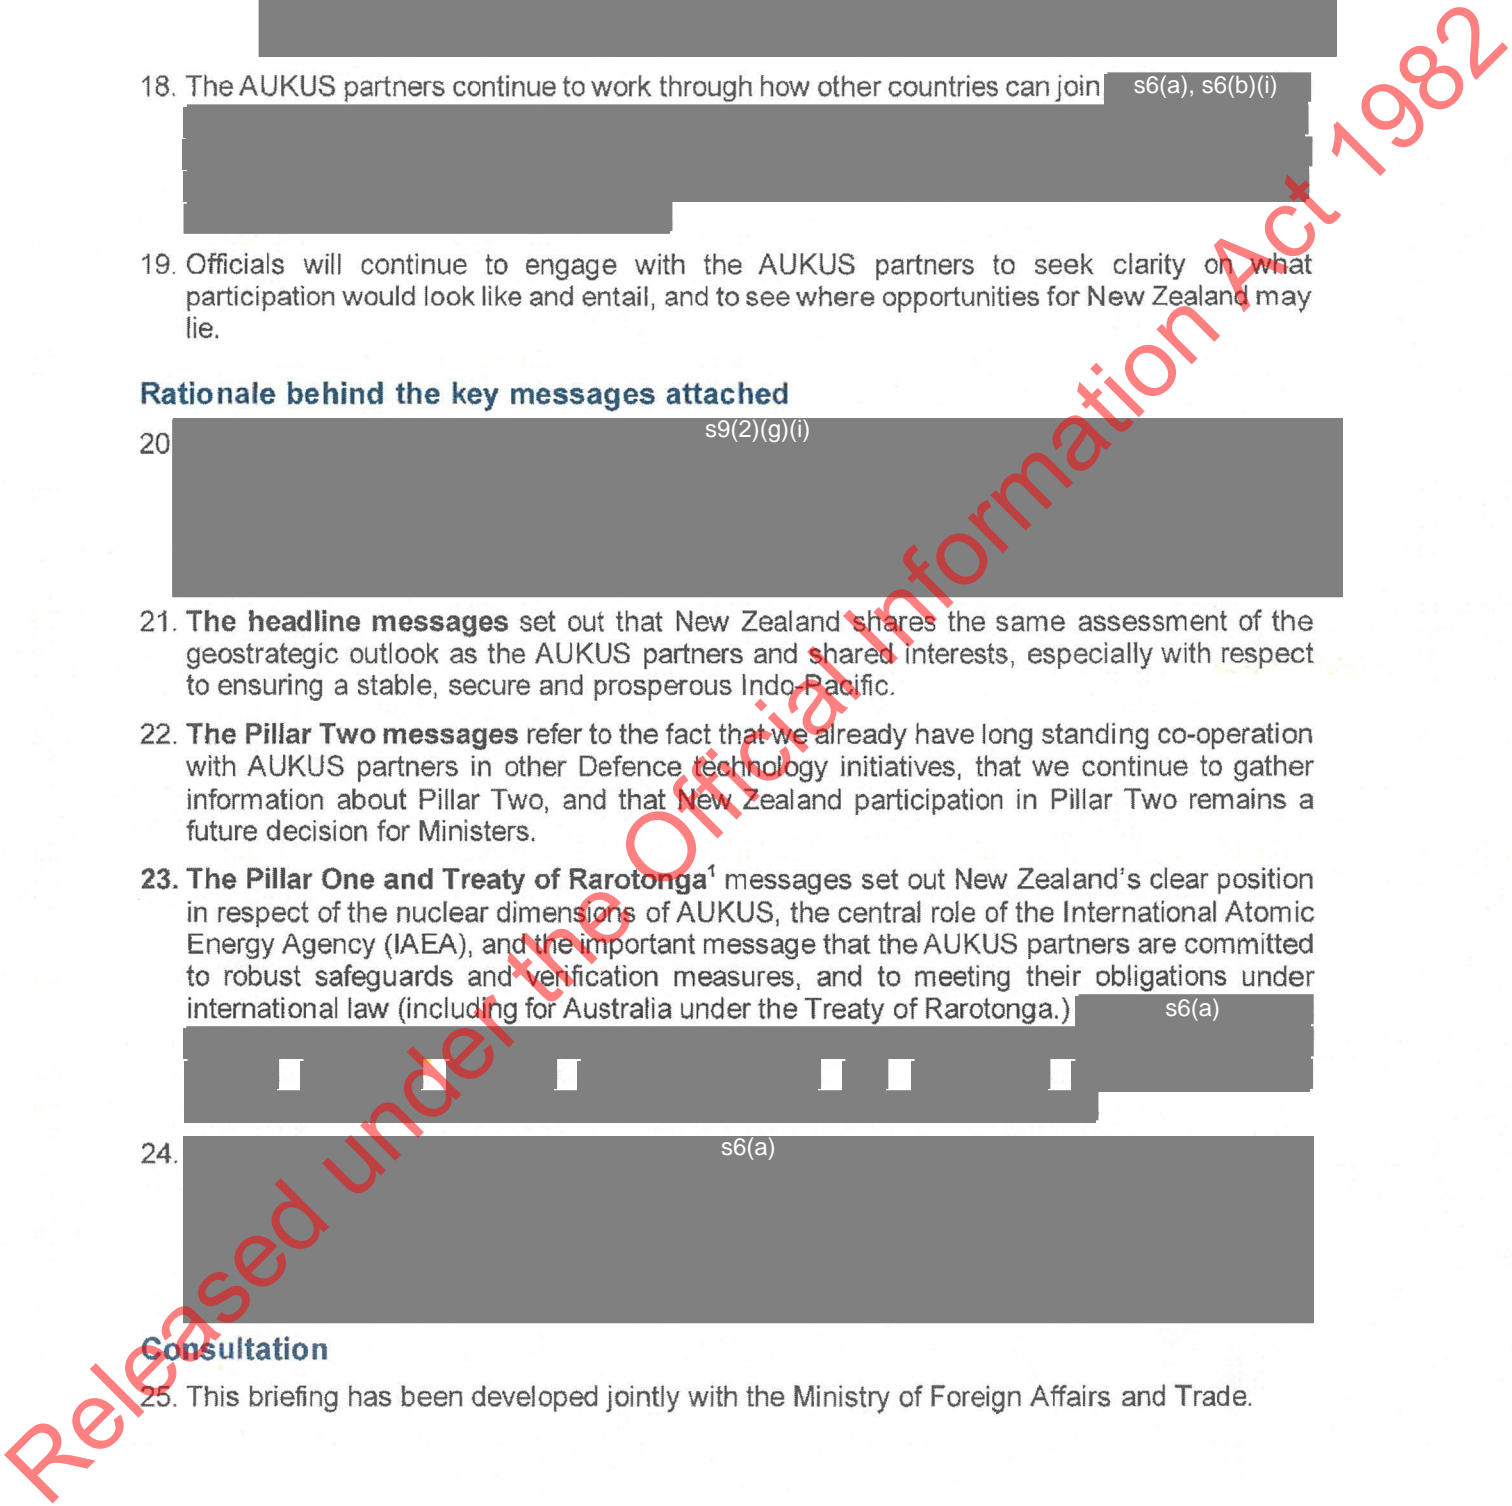 18. The AUKUS partners continue to work through how other countries can join s6(a), s6(b)(i)
19. Officials will continue to engage with the AUKUS partners to seek clarity on what
participation would look like and entail, and to see where opportunities for New Zealand may
lie.
Rationale behind the key messages attached
20 s9(2)(g)(i)
21. The headline messages set out that New Zealand shares the same assessment of the
geostrategic outlook as the AUKUS partners and shared interests, especially with respect
to ensuring a stable, secure and prosperous Indo-Pacific.
22. The Pillar Two messages refer to the fact that we already have long standing co-operation
with AUKUS partners in other Defence technology initiatives, that we continue to gather
information about Pillar Two, and that New Zealand participation in Pillar Two remains a
future decision for Ministers.
23. The Pillar One and Treaty of Rarotonga¹ messages set out New Zealand's clear position
in respect of the nuclear dimensions of AUKUS, the central role of the International Atomic
Energy Agency (IAEA), and the important message that the AUKUS partners are committed
to robust safeguards and verification measures, and to meeting their obligations under
international law (including for Australia under the Treaty of Rarotonga.) s6(a)
24. s6(a)
Consultation
25. This briefing has been developed jointly with the Ministry of Foreign Affairs and Trade.
Released under the Official Information Act 1982